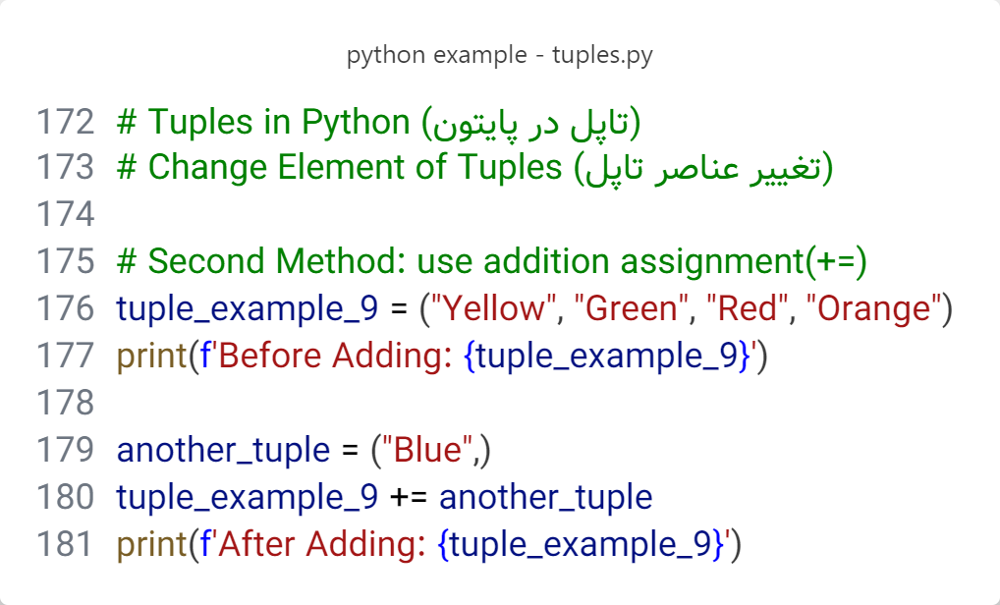 python example - tuples.py
172 # Tuples in Python (تاپل در پایتون)
173 # Change Element of Tuples (تغییر عناصر تاپل)
174
175 # Second Method: use addition assignment(+=)
176 tuple_example_9 = ("Yellow", "Green", "Red", "Orange")
177 print(f'Before Adding: {tuple_example_9}')
178
179 another_tuple = ("Blue",)
180 tuple_example_9 += another_tuple
181 print(f'After Adding: {tuple_example_9}')